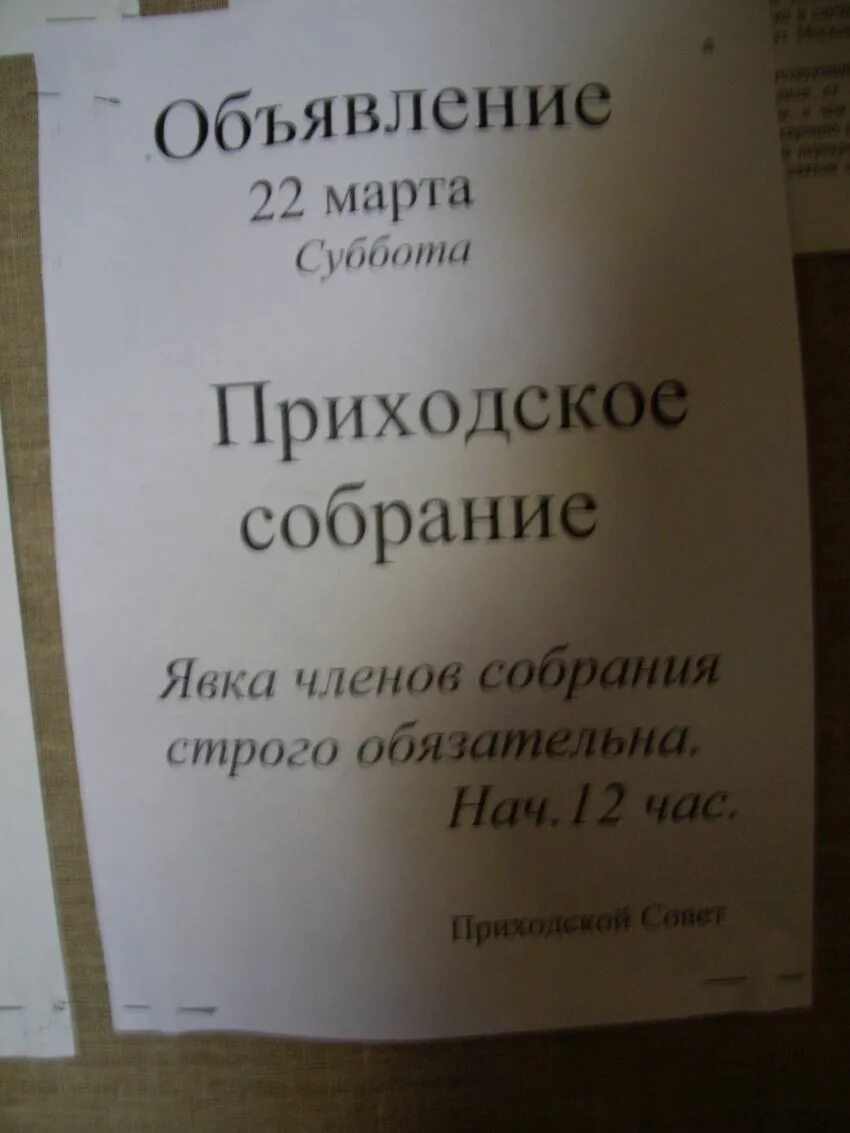 Объявление
22 марта
Суббота
Приходское
собрание
Явка членов собрания
строго обязательна.
Нач.12 час.
Приходской Совет